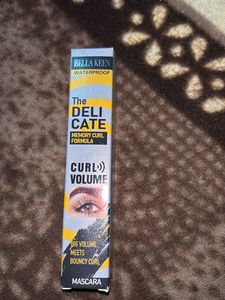 BELLA KEEN
WATERPROOF
The
DELI
CATE
MEMORY CURL
FORMULA
CURL
VOLUME
BIG VOLUME
MEETS
BOUNCY CURL
MASCARA